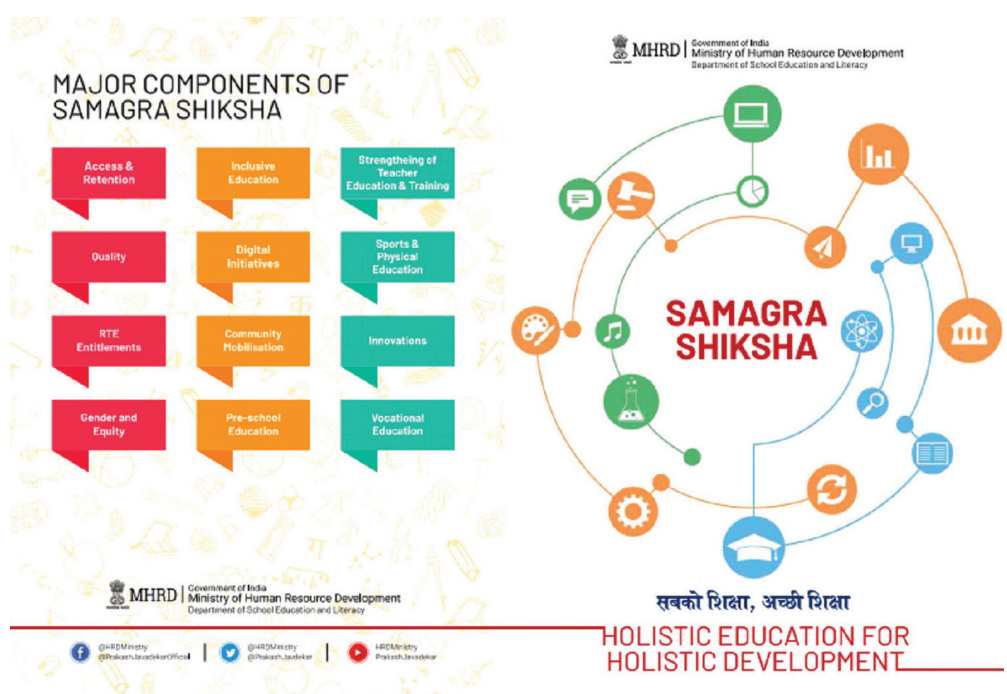 MAJOR COMPONENTS OF
SAMAGRA SHIKSHA
Access &
Retention
Inclusive
Education
Strengtheing of
Teacher
Education & Training
Quality
Digital
Initiatives
Sports &
Physical
Education
RTE
Entitlements
Community
Mobilisation
Innovations
Gender and
Equity
Pre-school
Education
Vocational
Education
MHRD
Government of India
Ministry of Human Resource Development
Department of School Education and Literacy
@HRDMinistry
@PrakashJavadekarOfficial
@HRDMinistry
@PrakashJavdekar
HRDMinistry
PrakashJavadekar
MHRD
Government of India
Ministry of Human Resource Development
Department of School Education and Literacy
SAMAGRA
SHIKSHA
सबको शिक्षा, अच्छी शिक्षा
HOLISTIC EDUCATION FOR
HOLISTIC DEVELOPMENT